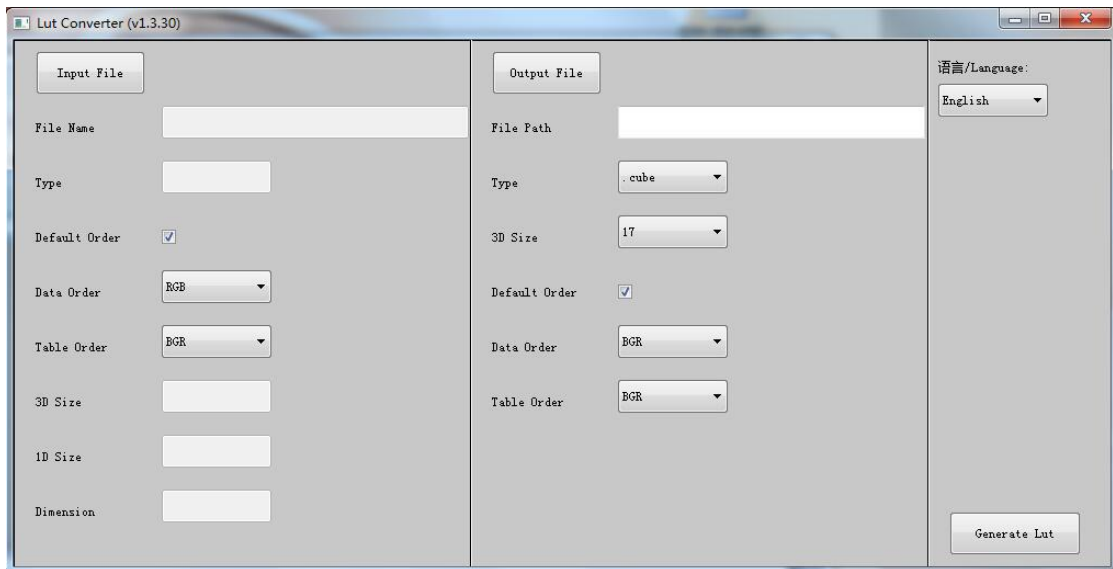 Lut Converter (v1.3.30)
Input File
File Name
Type
Default Order
Data Order RGB
Table Order BGR
3D Size
1D Size
Dimension
Output File
File Path
Type .cube
3D Size 17
Default Order
Data Order BGR
Table Order BGR
语言/Language:
English
Generate Lut